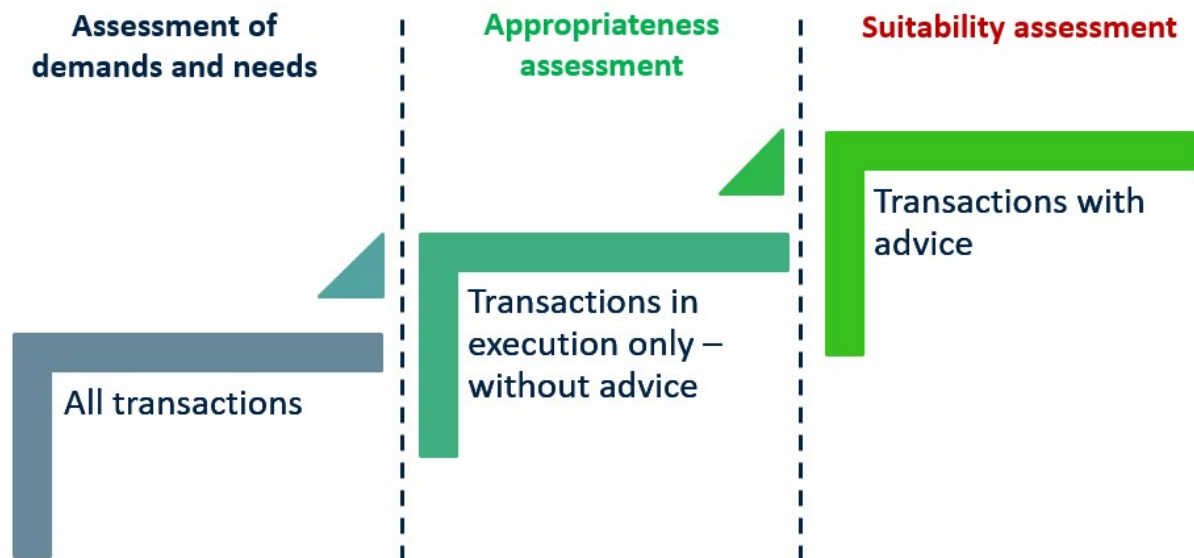 Assessment of
demands and needs
Appropriateness
assessment
Suitability assessment
All transactions
Transactions in
execution only –
without advice
Transactions with
advice